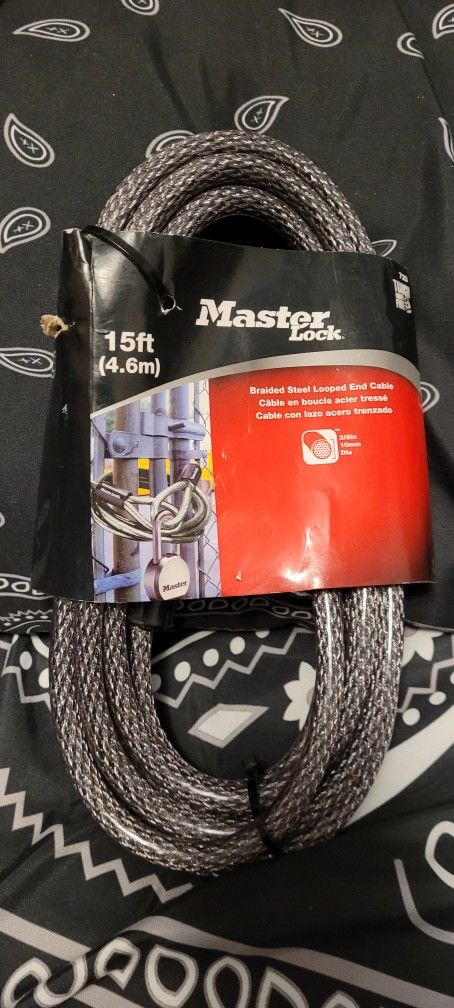 Master
Lock
15ft
(4.6m)
Braided Steel Looped End Cable
Câble en boucle acier tressé
Cable con lazo acero trenzado
3/8in
10mm
Dia
Master